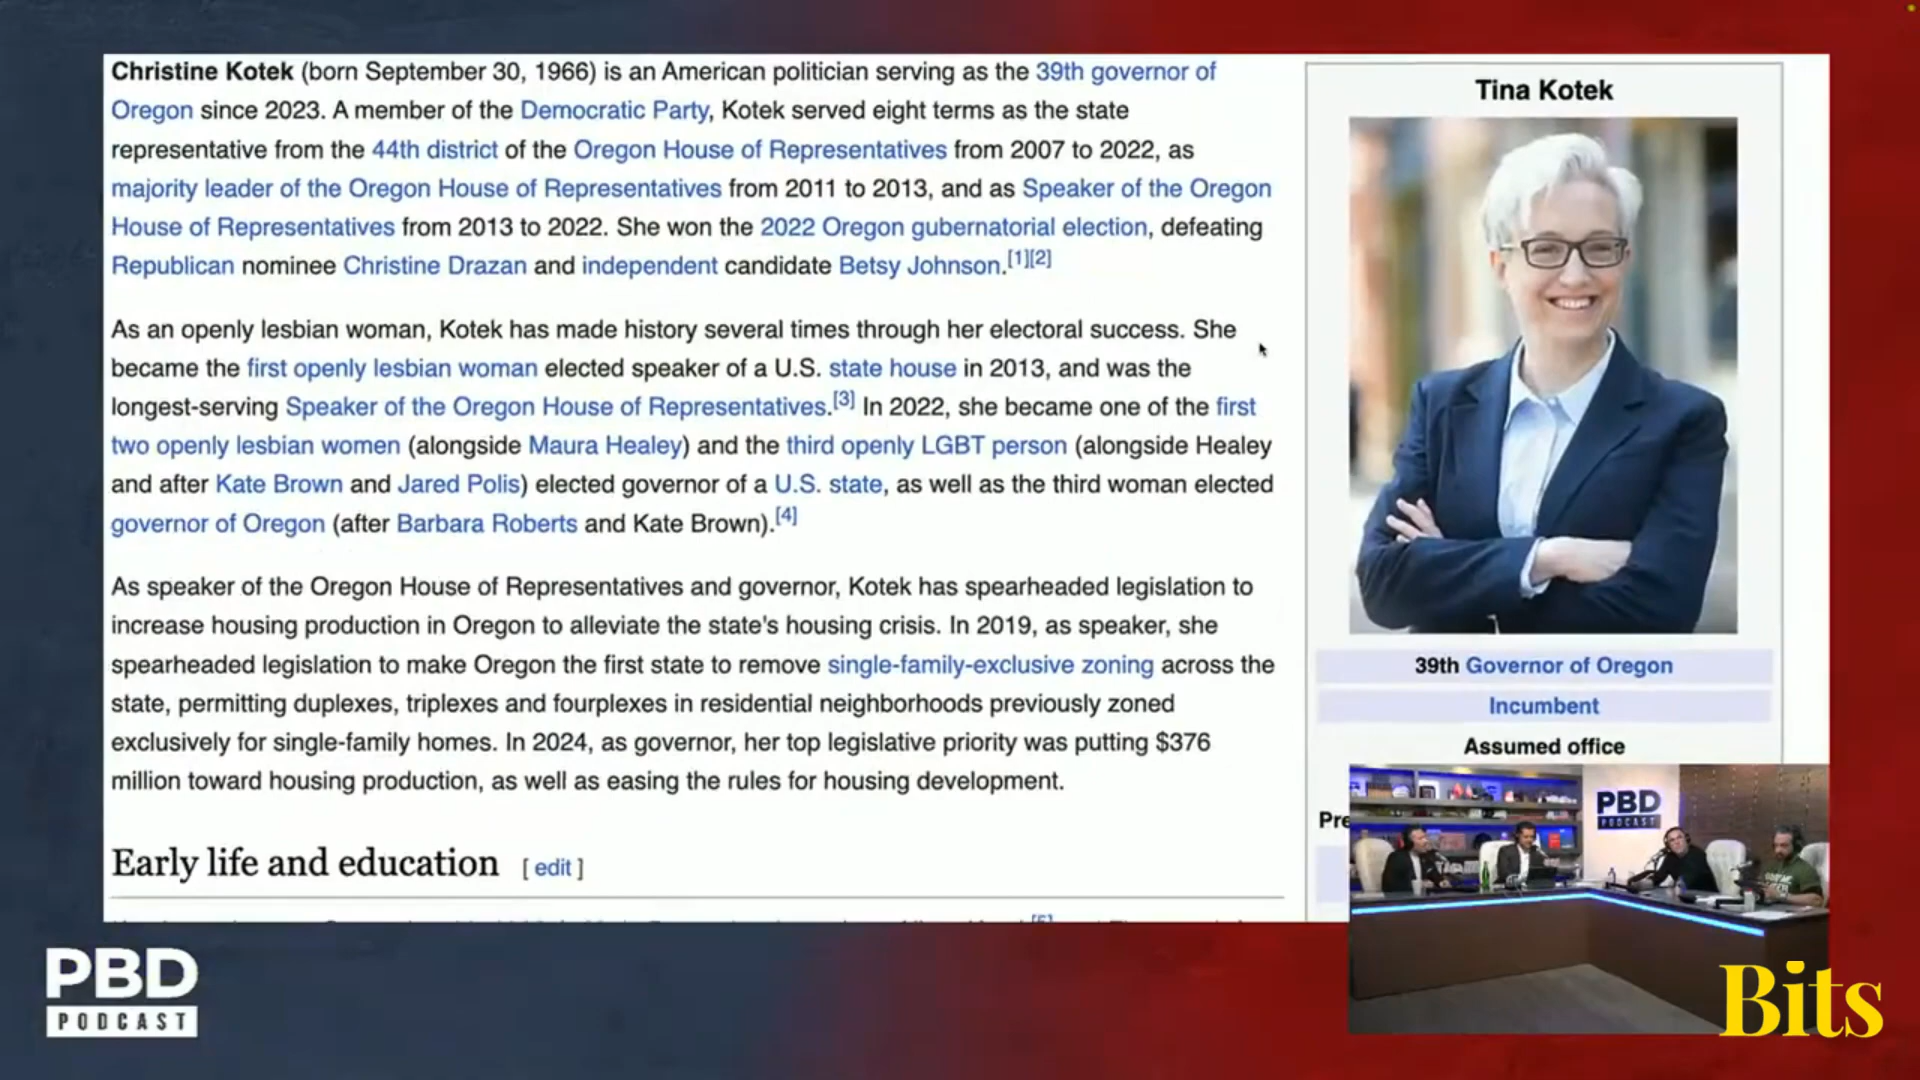 Christine Kotek (born September 30, 1966) is an American politician serving as the 39th governor of
Oregon since 2023. A member of the Democratic Party, Kotek served eight terms as the state
representative from the 44th district of the Oregon House of Representatives from 2007 to 2022, as
majority leader of the Oregon House of Representatives from 2011 to 2013, and as Speaker of the Oregon
House of Representatives from 2013 to 2022. She won the 2022 Oregon gubernatorial election, defeating
Republican nominee Christine Drazan and independent candidate Betsy Johnson.[1][2]
As an openly lesbian woman, Kotek has made history several times through her electoral success. She
became the first openly lesbian woman elected speaker of a U.S. state house in 2013, and was the
longest-serving Speaker of the Oregon House of Representatives.[3] In 2022, she became one of the first
two openly lesbian women (alongside Maura Healey) and the third openly LGBT person (alongside Healey
and after Kate Brown and Jared Polis) elected governor of a U.S. state, as well as the third woman elected
governor of Oregon (after Barbara Roberts and Kate Brown).[4]
As speaker of the Oregon House of Representatives and governor, Kotek has spearheaded legislation to
increase housing production in Oregon to alleviate the state's housing crisis. In 2019, as speaker, she
spearheaded legislation to make Oregon the first state to remove single-family-exclusive zoning across the
state, permitting duplexes, triplexes and fourplexes in residential neighborhoods previously zoned
exclusively for single-family homes. In 2024, as governor, her top legislative priority was putting $376
million toward housing production, as well as easing the rules for housing development.
Early life and education [ edit ]
Tina Kotek
39th Governor of Oregon
Incumbent
Assumed office
Pre
PBD
PODCAST
PBD
PODCAST
Bits